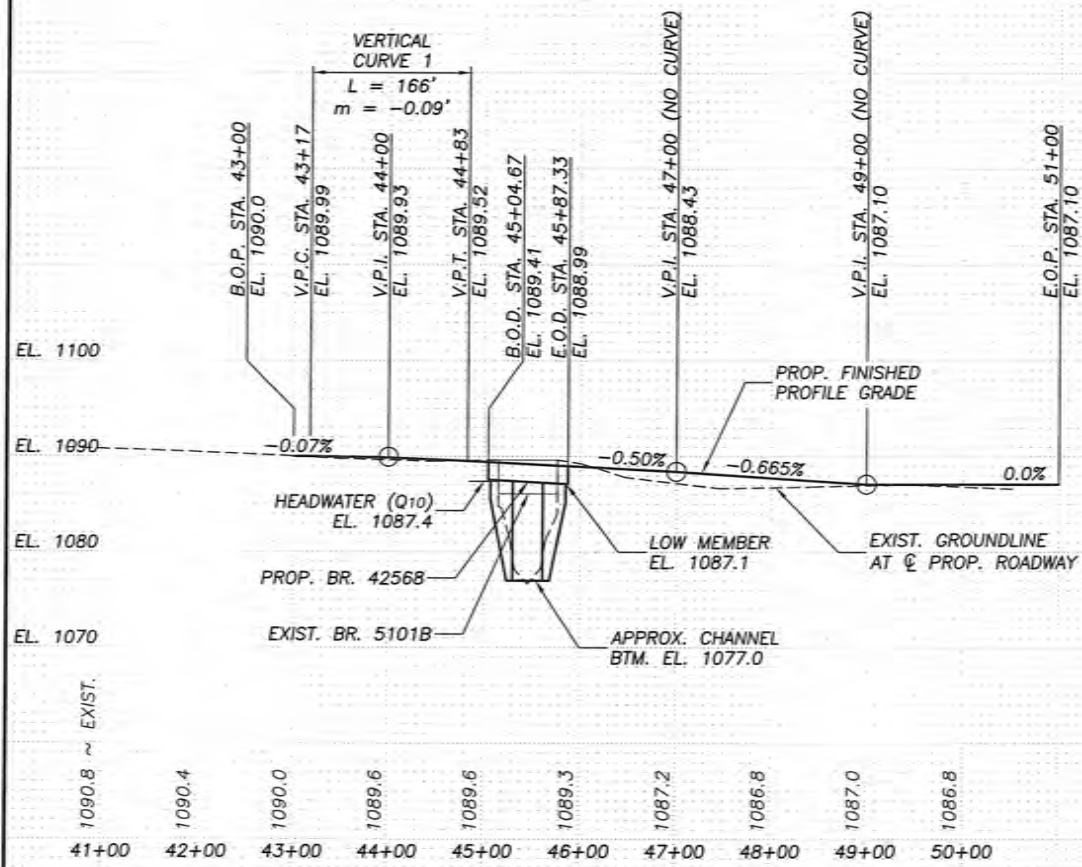 VERTICAL
CURVE 1
L = 166'
m = -0.09'
B.O.P. STA. 43+00
EL. 1090.0
V.P.C. STA. 43+17
EL. 1089.99
V.P.I. STA. 44+00
EL. 1089.93
V.P.T. STA. 44+83
EL. 1089.52
B.O.D. STA. 45+04.67
EL. 1089.41
E.O.D. STA. 45+87.33
EL. 1088.99
V.P.I. STA. 47+00 (NO CURVE)
EL. 1088.43
V.P.I. STA. 49+00 (NO CURVE)
EL. 1087.10
E.O.P. STA. 51+00
EL. 1087.10
EL. 1100
PROP. FINISHED
PROFILE GRADE
EL. 1090
-0.07%
-0.50%
-0.665%
0.0%
HEADWATER (Q10)
EL. 1087.4
EL. 1080
LOW MEMBER
EL. 1087.1
EXIST. GROUNDLINE
AT ℄ PROP. ROADWAY
PROP. BR. 42568
EXIST. BR. 5101B
EL. 1070
APPROX. CHANNEL
BTM. EL. 1077.0
1090.8 ~ EXIST.
1090.4
1090.0
1089.6
1089.6
1089.3
1087.2
1086.8
1087.0
1086.8
41+00 42+00 43+00 44+00 45+00 46+00 47+00 48+00 49+00 50+00